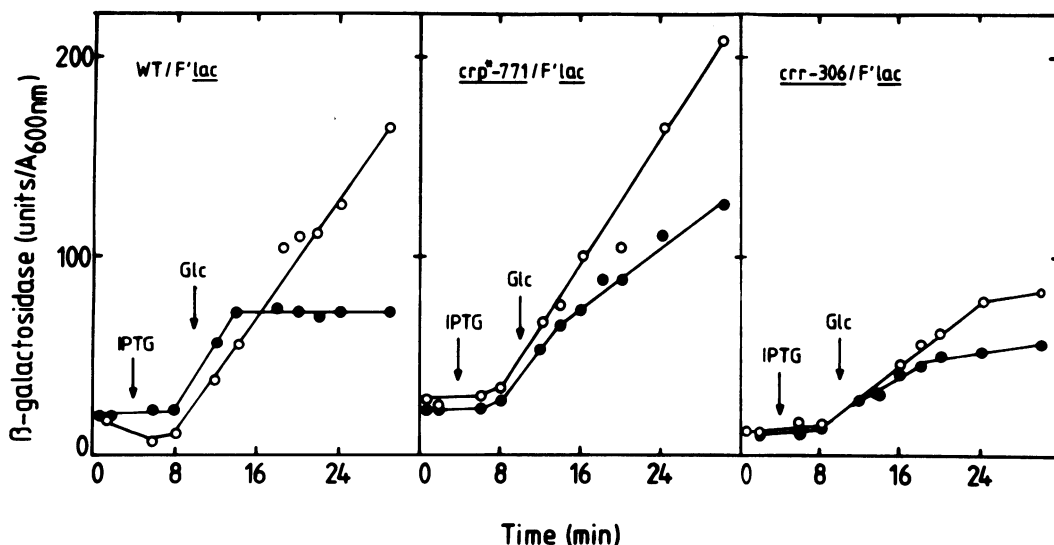 β-galactosidase (units/A600nm)
200
100
0
WT/F'lac
IPTG
Glc
0 8 16 24
crp*-771/F'lac
IPTG
Glc
0 8 16 24
crr-306/F'lac
IPTG
Glc
0 8 16 24
Time (min)